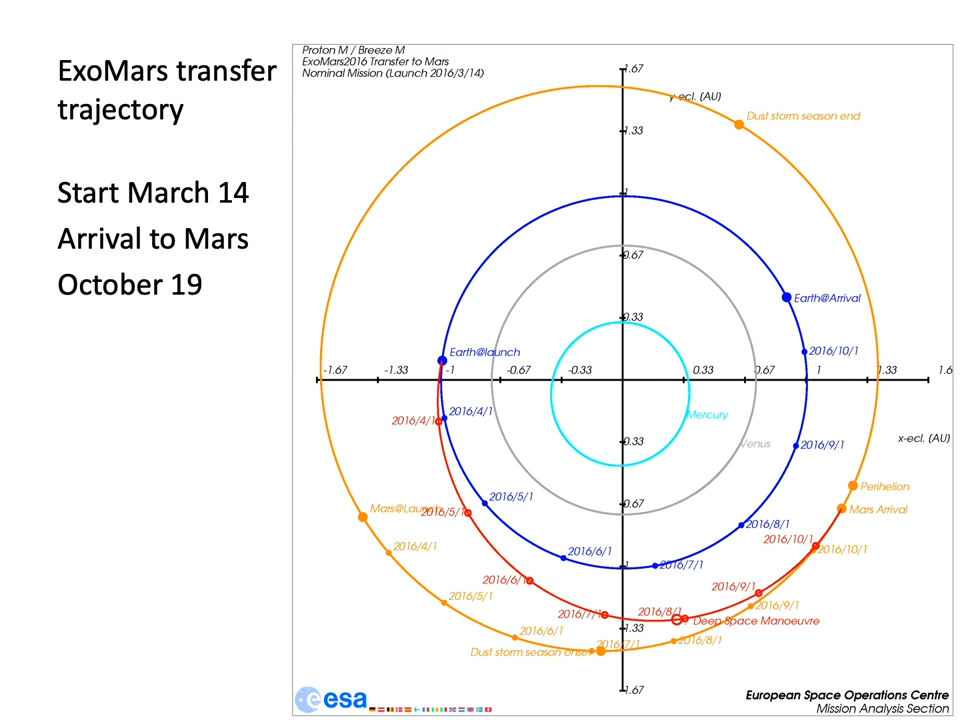 ExoMars transfer
trajectory
Start March 14
Arrival to Mars
October 19
Proton M / Breeze M
ExoMars2016 Transfer to Mars
Nominal Mission (Launch 2016/3/14)
1.67
y-ecl. (AU)
Dust storm season end
1.33
1
0.67
Earth@Arrival
0.33
Earth@launch
2016/10/1
-1.67 -1.33 -1 -0.67 -0.33 0.33 0.67 1 1.33 1.6
2016/4/1
Mercury
2016/4/1
x-ecl. (AU)
0.33
Venus
2016/9/1
Perihelion
2016/5/1
0.67
Mars@Launch
2016/5/1
Mars Arrival
2016/8/1
2016/10/1
2016/4/1
2016/6/1
2016/10/1
1
2016/7/1
2016/6/1
2016/9/1
2016/5/1
2016/9/1
2016/7/1
2016/8/1
Deep Space Manoeuvre
1.33
2016/6/1
2016/7/1
2016/8/1
Dust storm season onset
1.67
esa
European Space Operations Centre
Mission Analysis Section